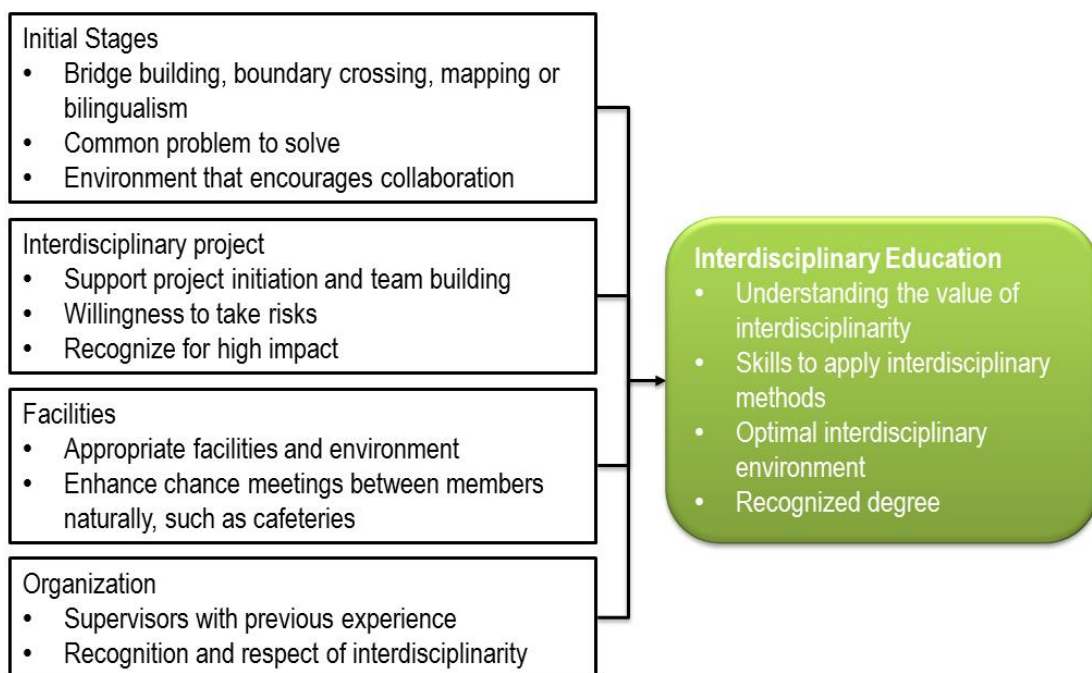 Initial Stages
• Bridge building, boundary crossing, mapping or
bilingualism
• Common problem to solve
• Environment that encourages collaboration
Interdisciplinary project
• Support project initiation and team building
• Willingness to take risks
• Recognize for high impact
Facilities
• Appropriate facilities and environment
• Enhance chance meetings between members
naturally, such as cafeteries
Organization
• Supervisors with previous experience
• Recognition and respect of interdisciplinarity
Interdisciplinary Education
• Understanding the value of
interdisciplinarity
• Skills to apply interdisciplinary
methods
• Optimal interdisciplinary
environment
• Recognized degree